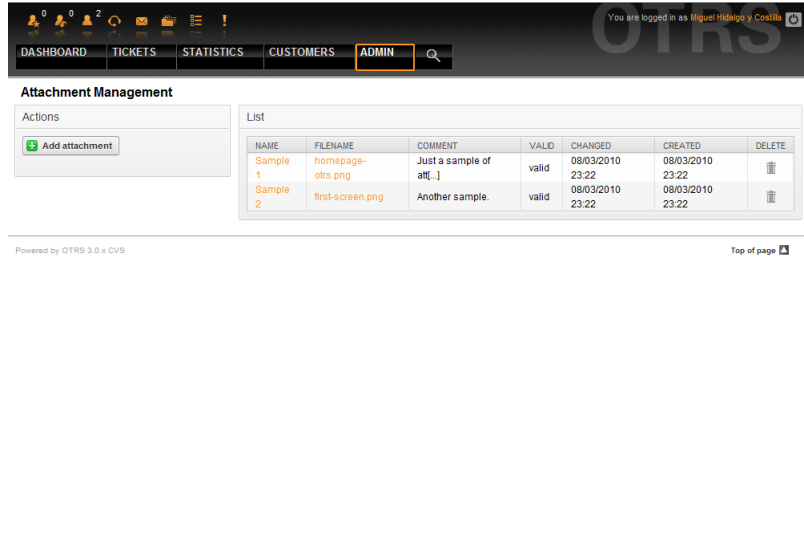 0 0 2
You are logged in as Miguel Hidalgo y Costilla
OTRS
DASHBOARD TICKETS STATISTICS CUSTOMERS ADMIN
Attachment Management
Actions
Add attachment
List
NAME FILENAME COMMENT VALID CHANGED CREATED DELETE
Sample 1 homepage-otrs.png Just a sample of att[...] valid 08/03/2010 23:22 08/03/2010 23:22
Sample 2 first-screen.png Another sample. valid 08/03/2010 23:22 08/03/2010 23:22
Powered by OTRS 3.0.x CVS
Top of page